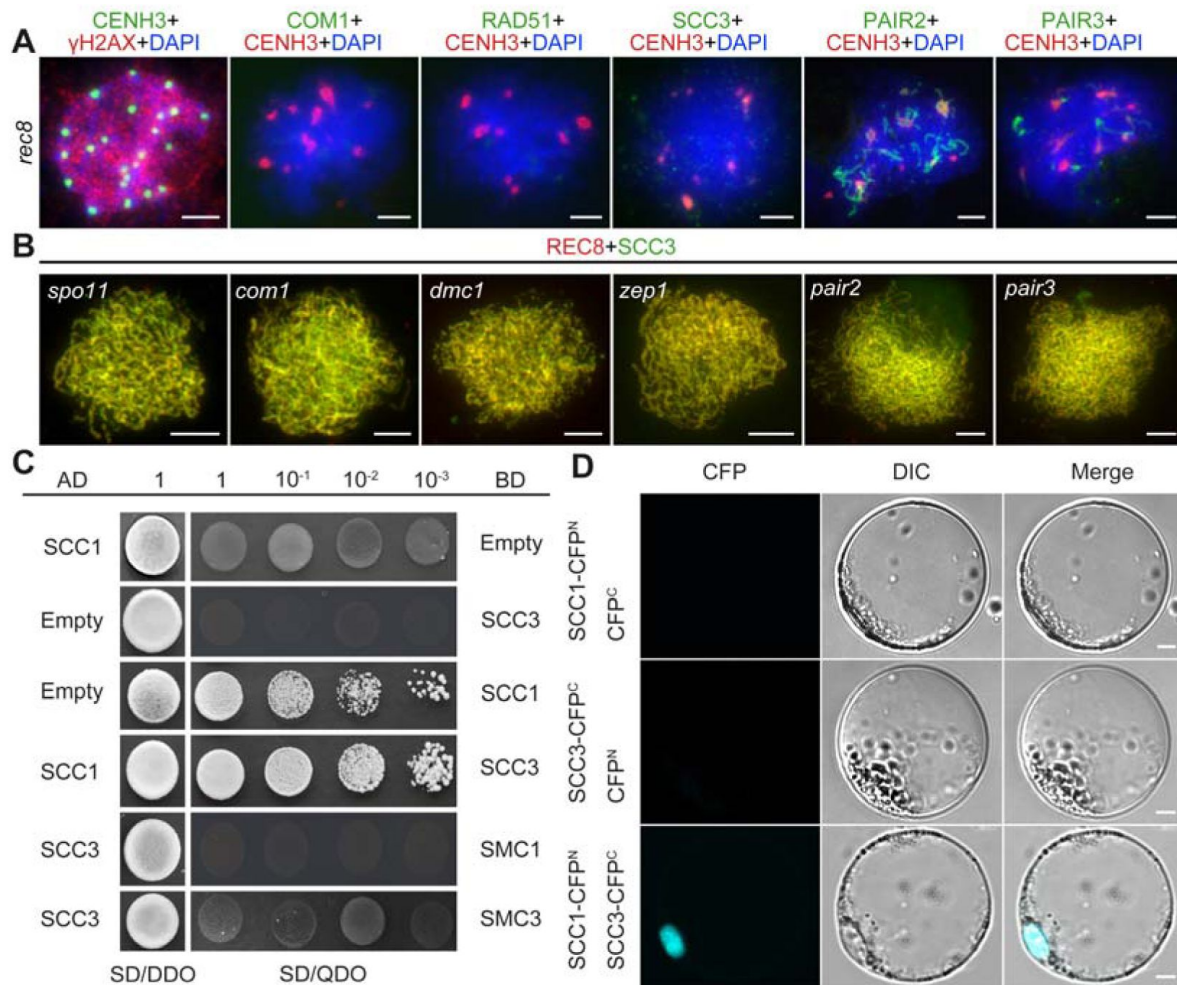 A
CENH3+ COM1+ RAD51+ SCC3+ PAIR2+ PAIR3+
γH2AX+DAPI CENH3+DAPI CENH3+DAPI CENH3+DAPI CENH3+DAPI CENH3+DAPI
rec8
B
REC8+SCC3
spo11 com1 dmc1 zep1 pair2 pair3
C
AD 1 1 10-1 10-2 10-3 BD
SCC1 Empty
Empty SCC3
Empty SCC1
SCC1 SCC3
SCC3 SMC1
SCC3 SMC3
SD/DDO SD/QDO
D
CFP DIC Merge
SCC1-CFPN
CFPC
SCC3-CFPC
CFPN
SCC1-CFPN
SCC3-CFPC